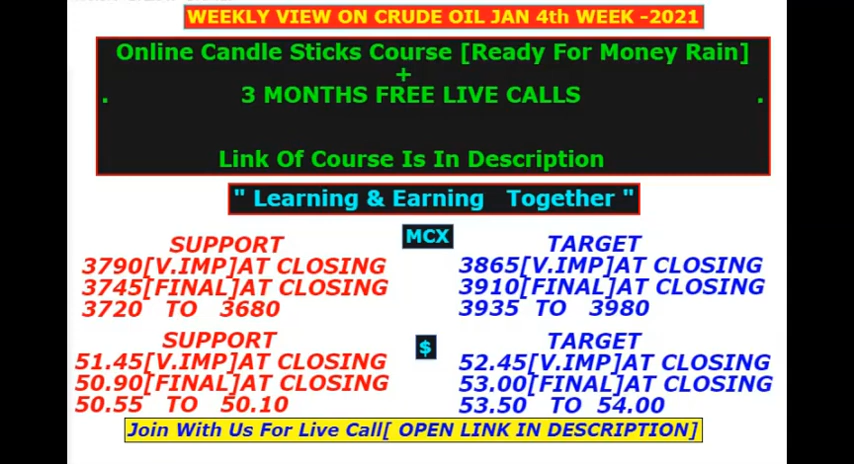 WEEKLY VIEW ON CRUDE OIL JAN 4th WEEK -2021
Online Candle Sticks Course [Ready For Money Rain]
+
. 3 MONTHS FREE LIVE CALLS .
Link Of Course Is In Description
" Learning & Earning Together "
MCX
SUPPORT
3790[V.IMP]AT CLOSING
3745[FINAL]AT CLOSING
3720 TO 3680
TARGET
3865[V.IMP]AT CLOSING
3910[FINAL]AT CLOSING
3935 TO 3980
$
SUPPORT
51.45[V.IMP]AT CLOSING
50.90[FINAL]AT CLOSING
50.55 TO 50.10
TARGET
52.45[V.IMP]AT CLOSING
53.00[FINAL]AT CLOSING
53.50 TO 54.00
Join With Us For Live Call[ OPEN LINK IN DESCRIPTION]